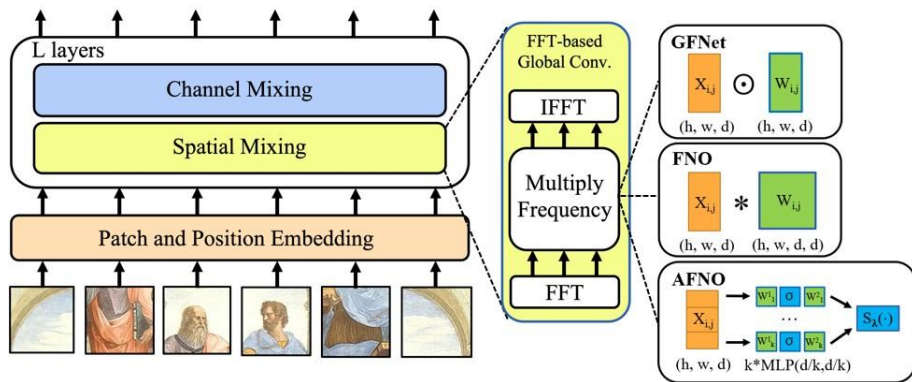 L layers
Channel Mixing
Spatial Mixing
Patch and Position Embedding
FFT-based
Global Conv.
IFFT
Multiply
Frequency
FFT
GFNet
X_{i,j} ⊙ W_{i,j}
(h, w, d) (h, w, d)
FNO
X_{i,j} * W_{i,j}
(h, w, d) (h, w, d, d)
AFNO
W¹₁ σ W²₁
X_{i,j} ... S_λ(·)
W¹ₖ σ W²ₖ
(h, w, d) k*MLP(d/k,d/k)